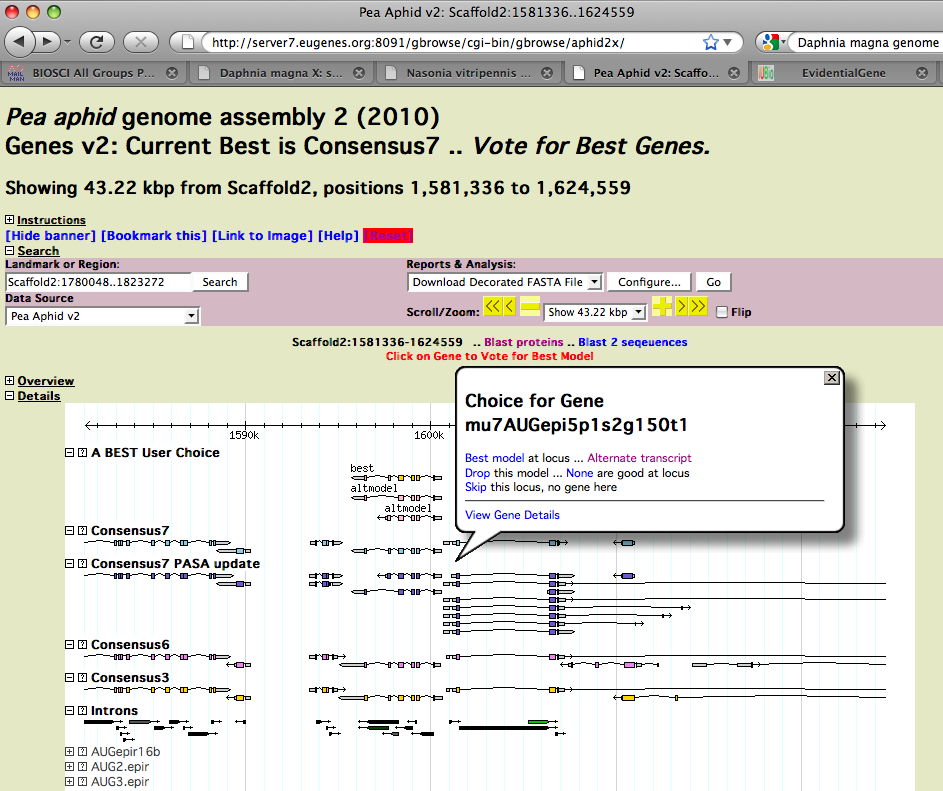 Pea Aphid v2: Scaffold2:1581336..1624559
http://server7.eugenes.org:8091/gbrowse/cgi-bin/gbrowse/aphid2x/
Daphnia magna genome
MAIL MAN
BIOSCI All Groups P...
Daphnia magna X: s...
Nasonia vitripennis ...
Pea Aphid v2: Scaffo...
EvidentialGene
Pea aphid genome assembly 2 (2010)
Genes v2: Current Best is Consensus7 .. Vote for Best Genes.
Showing 43.22 kbp from Scaffold2, positions 1,581,336 to 1,624,559
Instructions
[Hide banner] [Bookmark this] [Link to Image] [Help] [Reset]
Search
Landmark or Region:
Reports & Analysis:
Scaffold2:1780048..1823272 Search
Download Decorated FASTA File Configure... Go
Data Source
Pea Aphid v2
Scroll/Zoom: Show 43.22 kbp Flip
Scaffold2:1581336-1624559 .. Blast proteins .. Blast 2 seqeuences
Click on Gene to Vote for Best Model
Overview
Details
Choice for Gene
mu7AUGepi5p1s2g150t1
Best model at locus ... Alternate transcript
Drop this model ... None are good at locus
Skip this locus, no gene here
View Gene Details
1590k
1600k
A BEST User Choice
best
altmodel
altmodel
Consensus7
Consensus7 PASA update
Consensus6
Consensus3
Introns
AUGepir16b
AUG2.epir
AUG3.epir